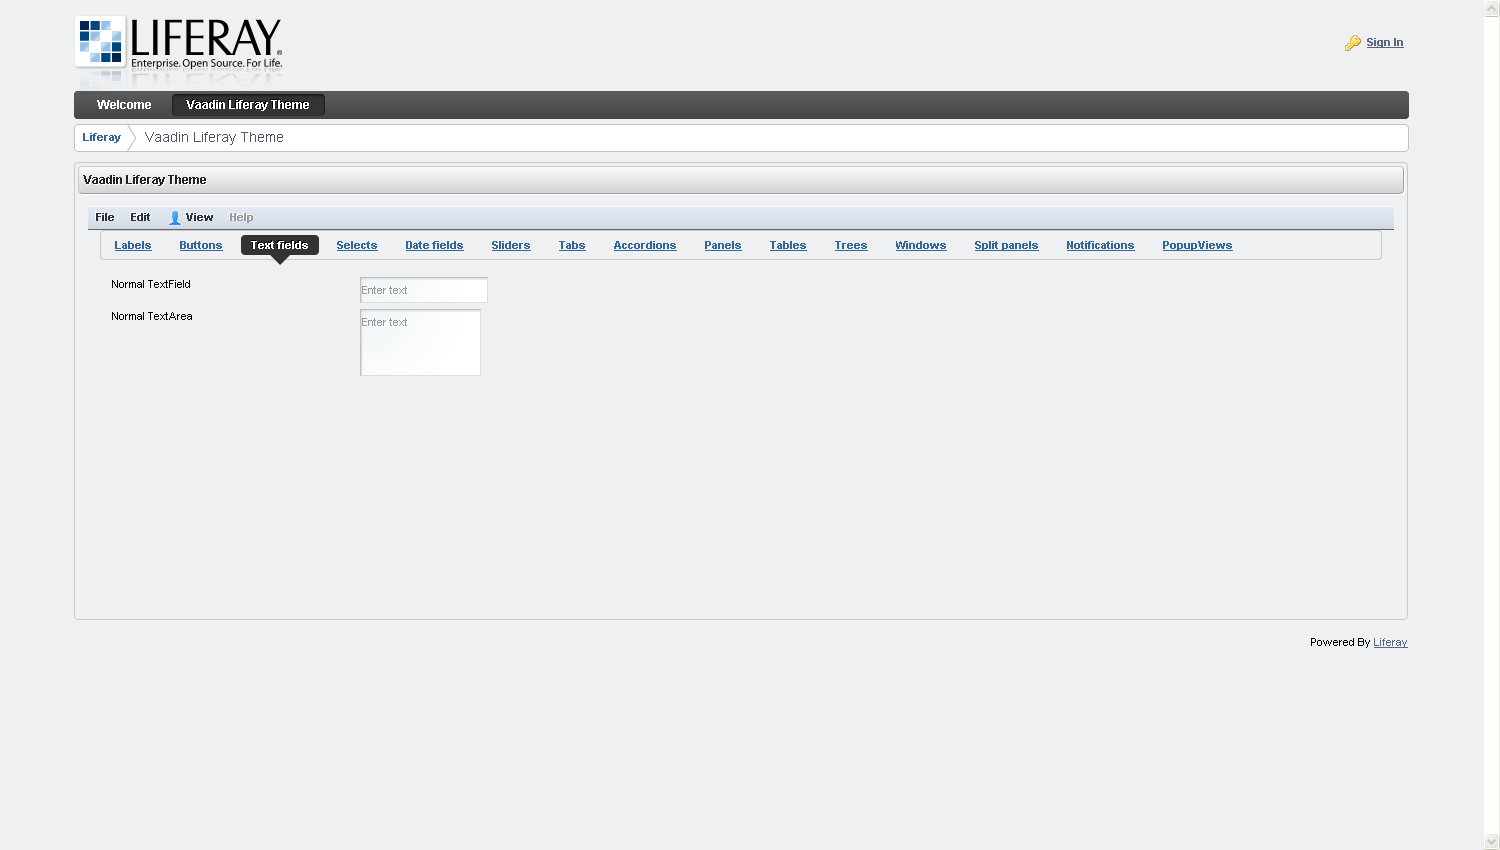 LIFERAY®
Enterprise. Open Source. For Life.
Sign In
Welcome Vaadin Liferay Theme
Liferay Vaadin Liferay Theme
Vaadin Liferay Theme
File Edit View Help
Labels Buttons Text fields Selects Date fields Sliders Tabs Accordions Panels Tables Trees Windows Split panels Notifications PopupViews
Normal TextField Enter text
Normal TextArea Enter text
Powered By Liferay